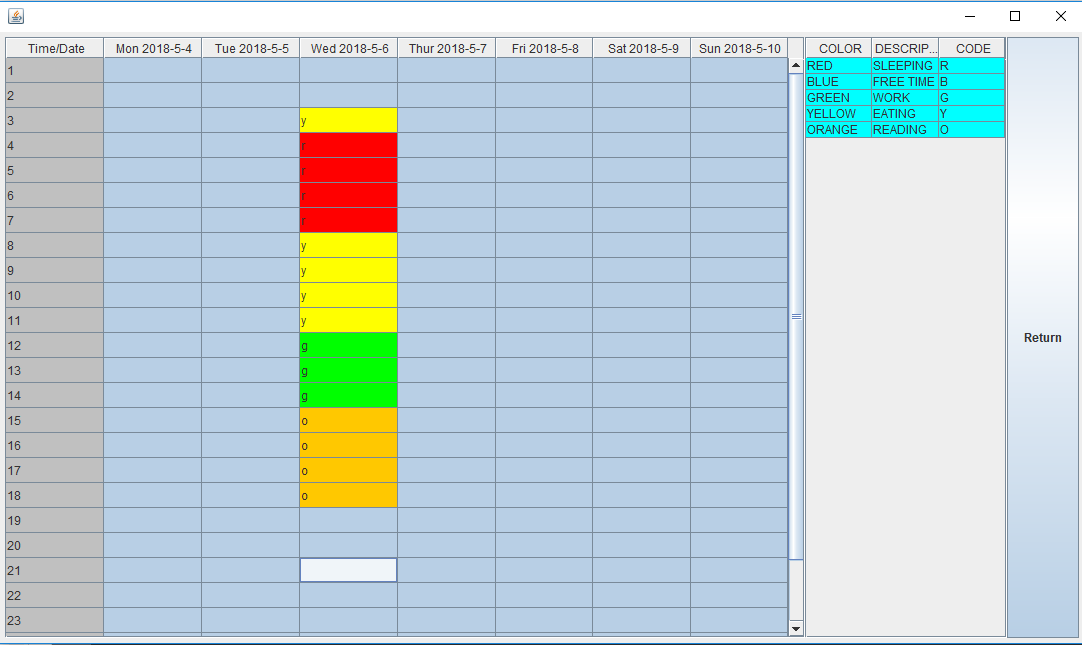 Time/Date Mon 2018-5-4 Tue 2018-5-5 Wed 2018-5-6 Thur 2018-5-7 Fri 2018-5-8 Sat 2018-5-9 Sun 2018-5-10
1
2
3 y
4 r
5 r
6 r
7 r
8 y
9 y
10 y
11 y
12 g
13 g
14 g
15 o
16 o
17 o
18 o
19
20
21
22
23
COLOR DESCRIP... CODE
RED SLEEPING R
BLUE FREE TIME B
GREEN WORK G
YELLOW EATING Y
ORANGE READING O
Return